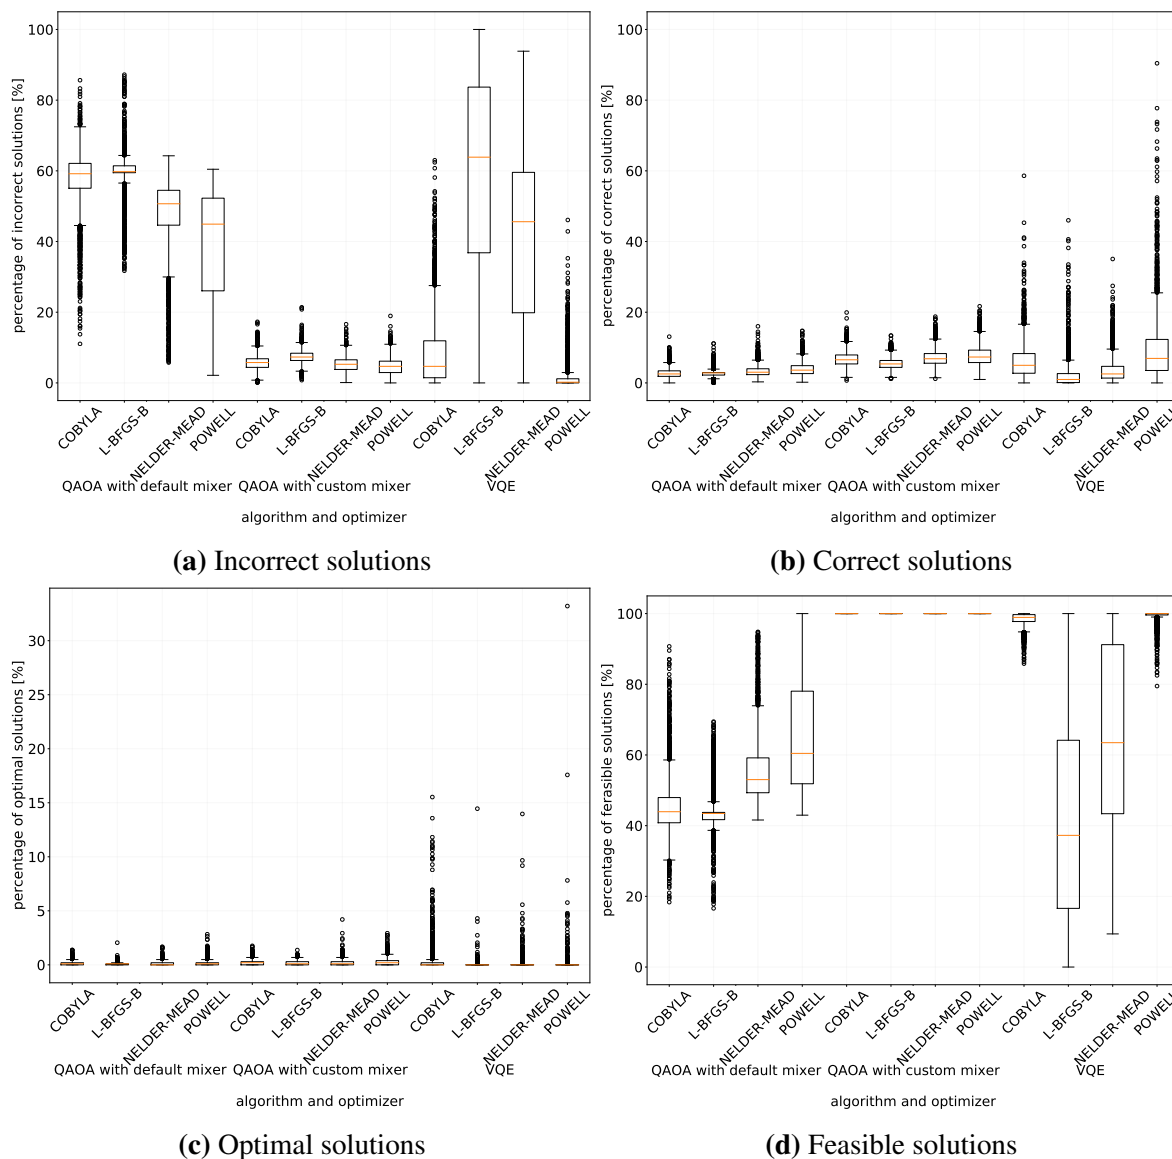 percentage of incorrect solutions [%]
100
80
60
40
20
0
COBYLA
L-BFGS-B
NELDER-MEAD
POWELL
COBYLA
L-BFGS-B
NELDER-MEAD
POWELL
COBYLA
L-BFGS-B
NELDER-MEAD
POWELL
QAOA with default mixer QAOA with custom mixer VQE
algorithm and optimizer
(a) Incorrect solutions
percentage of correct solutions [%]
100
80
60
40
20
0
COBYLA
L-BFGS-B
NELDER-MEAD
POWELL
COBYLA
L-BFGS-B
NELDER-MEAD
POWELL
COBYLA
L-BFGS-B
NELDER-MEAD
POWELL
QAOA with default mixer QAOA with custom mixer VQE
algorithm and optimizer
(b) Correct solutions
percentage of optimal solutions [%]
30
25
20
15
10
5
0
COBYLA
L-BFGS-B
NELDER-MEAD
POWELL
COBYLA
L-BFGS-B
NELDER-MEAD
POWELL
COBYLA
L-BFGS-B
NELDER-MEAD
POWELL
QAOA with default mixer QAOA with custom mixer VQE
algorithm and optimizer
(c) Optimal solutions
percentage of ferasible solutions [%]
100
80
60
40
20
0
COBYLA
L-BFGS-B
NELDER-MEAD
POWELL
COBYLA
L-BFGS-B
NELDER-MEAD
POWELL
COBYLA
L-BFGS-B
NELDER-MEAD
POWELL
QAOA with default mixer QAOA with custom mixer VQE
algorithm and optimizer
(d) Feasible solutions